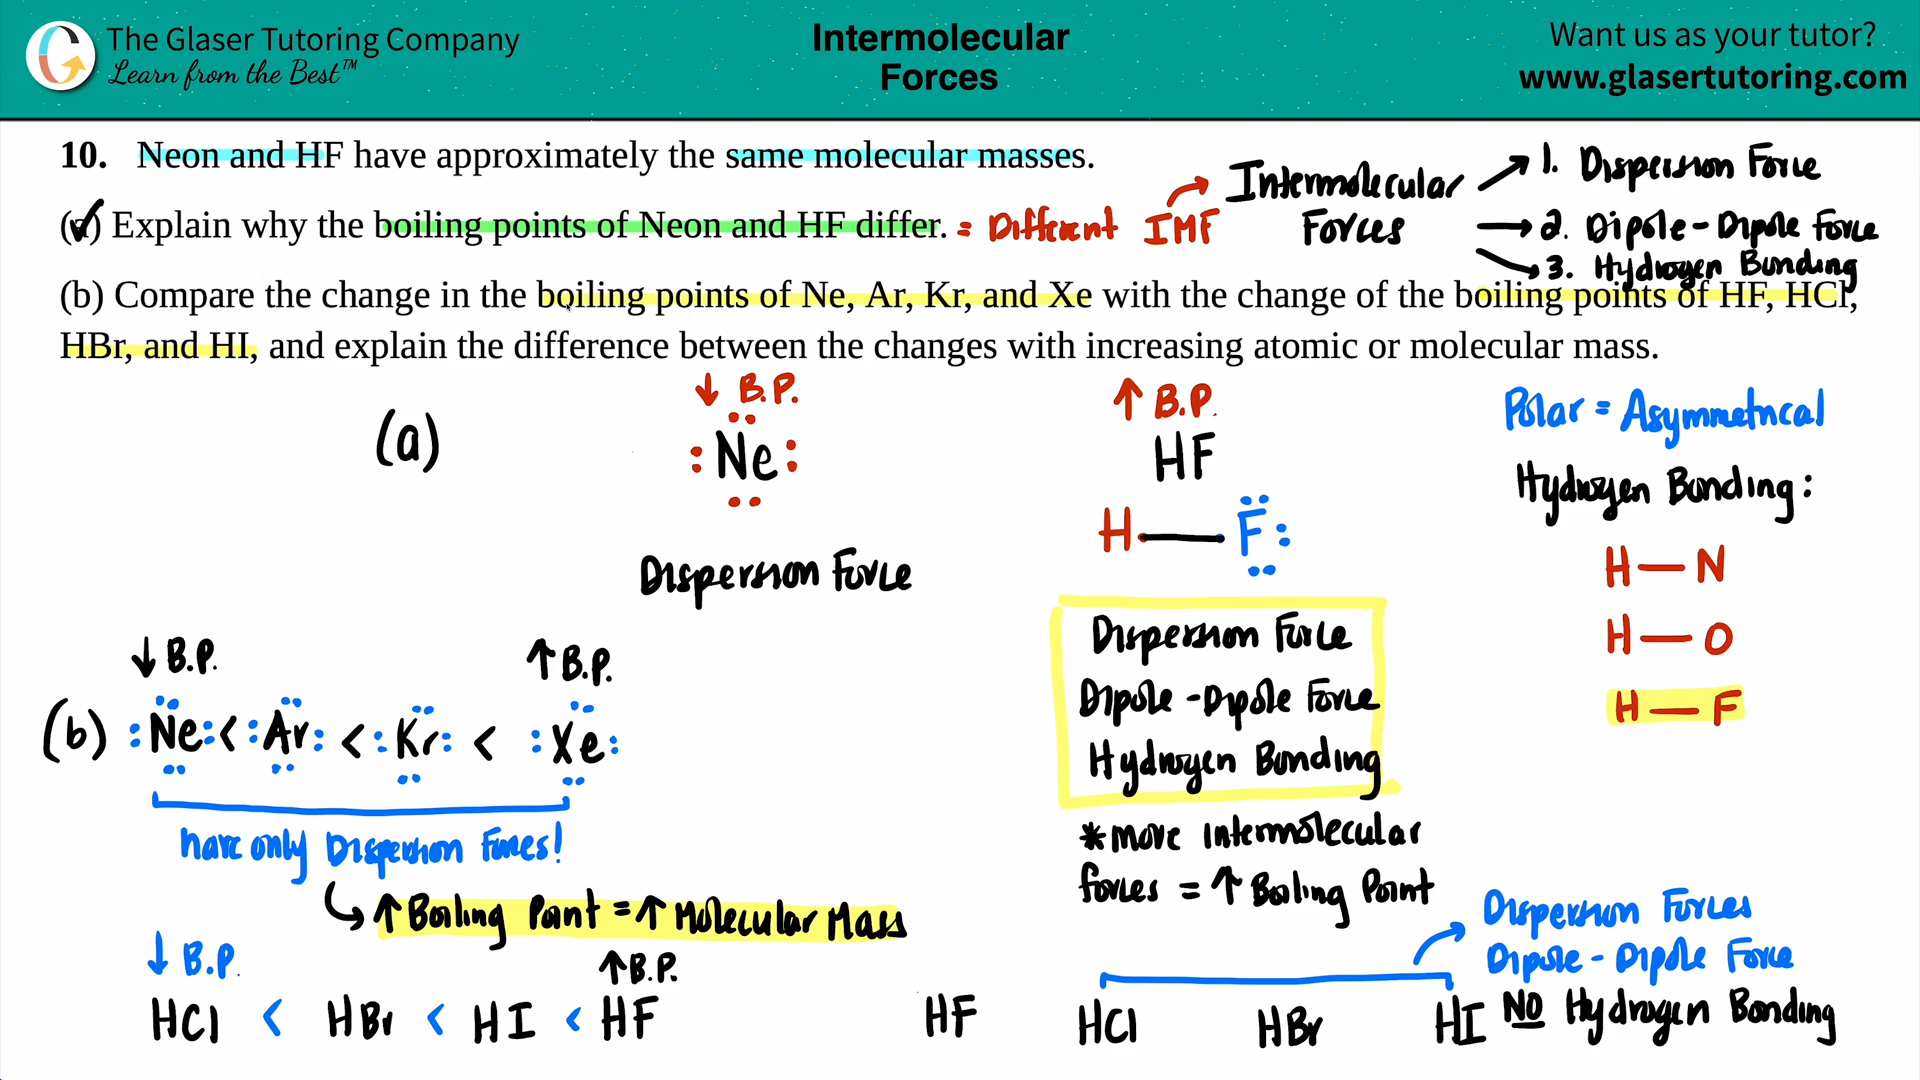 The Glaser Tutoring Company
Learn from the Best™
Intermolecular
Forces
Want us as your tutor?
www.glasertutoring.com
10. Neon and HF have approximately the same molecular masses.
(a) Explain why the boiling points of Neon and HF differ. = Different IMF
Intermolecular
Forces
1. Dispersion Force
2. Dipole-Dipole Force
3. Hydrogen Bonding
(b) Compare the change in the boiling points of Ne, Ar, Kr, and Xe with the change of the boiling points of HF, HCl,
HBr, and HI, and explain the difference between the changes with increasing atomic or molecular mass.
(a)
↓ B.P.
Ne
Dispersion Force
↑ B.P.
HF
H—F
Dispersion Force
Dipole-Dipole Force
Hydrogen Bonding
*more intermolecular
forces = ↑ Boiling Point
Polar = Asymmetrical
Hydrogen Bonding:
H—N
H—O
H—F
↓ B.P.
↑ B.P.
(b) Ne < Ar < Kr < Xe
have only Dispersion Forces!
↑ Boiling Point = ↑ Molecular Mass
↓ B.P.
↑ B.P.
HCl < HBr < HI < HF
HF HCl HBr HI
Dispersion Forces
Dipole-Dipole Force
NO Hydrogen Bonding